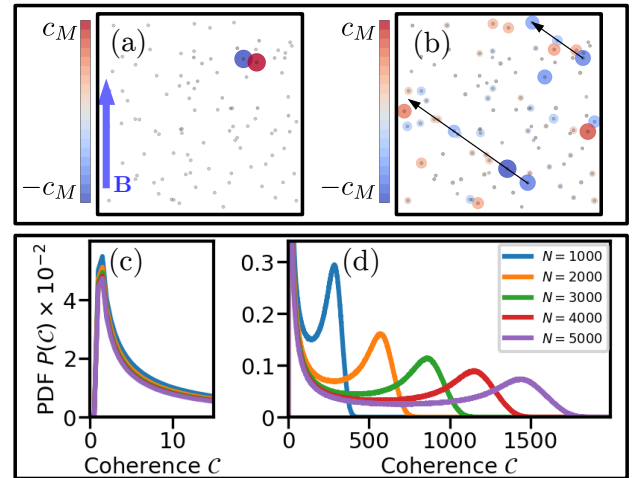 c_M (a) c_M (b)
B
−c_M −c_M
(c) (d)
PDF P(𝒞) × 10⁻²
4
2
0
0 10
Coherence 𝒞
0.3
0.2
0.1
0
0 500 1000 1500
Coherence 𝒞
N = 1000
N = 2000
N = 3000
N = 4000
N = 5000